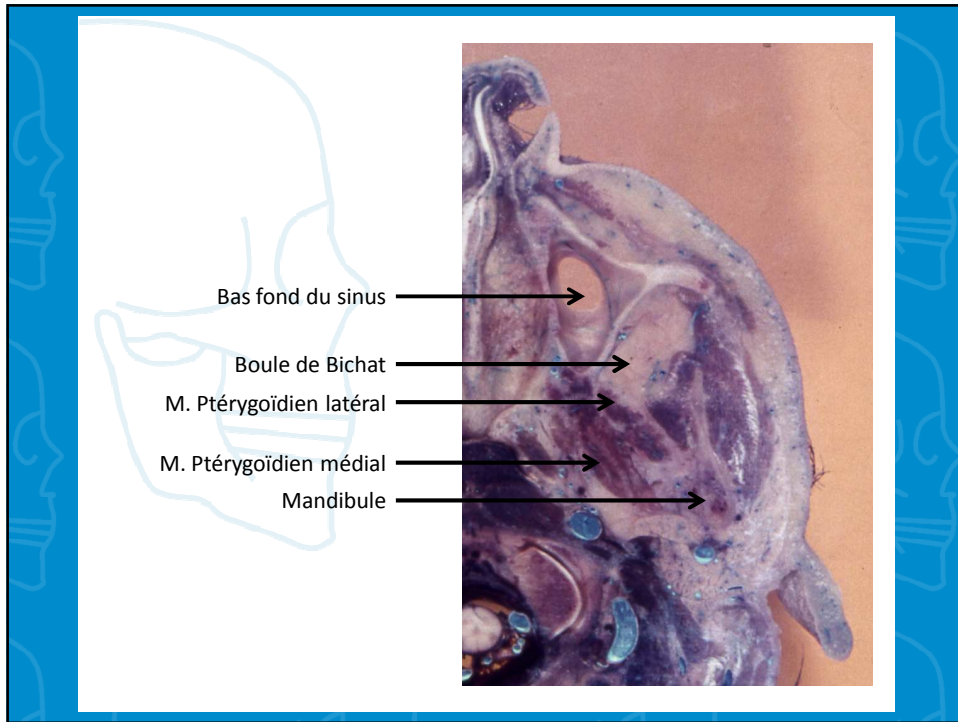 Bas fond du sinus
Boule de Bichat
M. Ptérygoïdien latéral
M. Ptérygoïdien médial
Mandibule